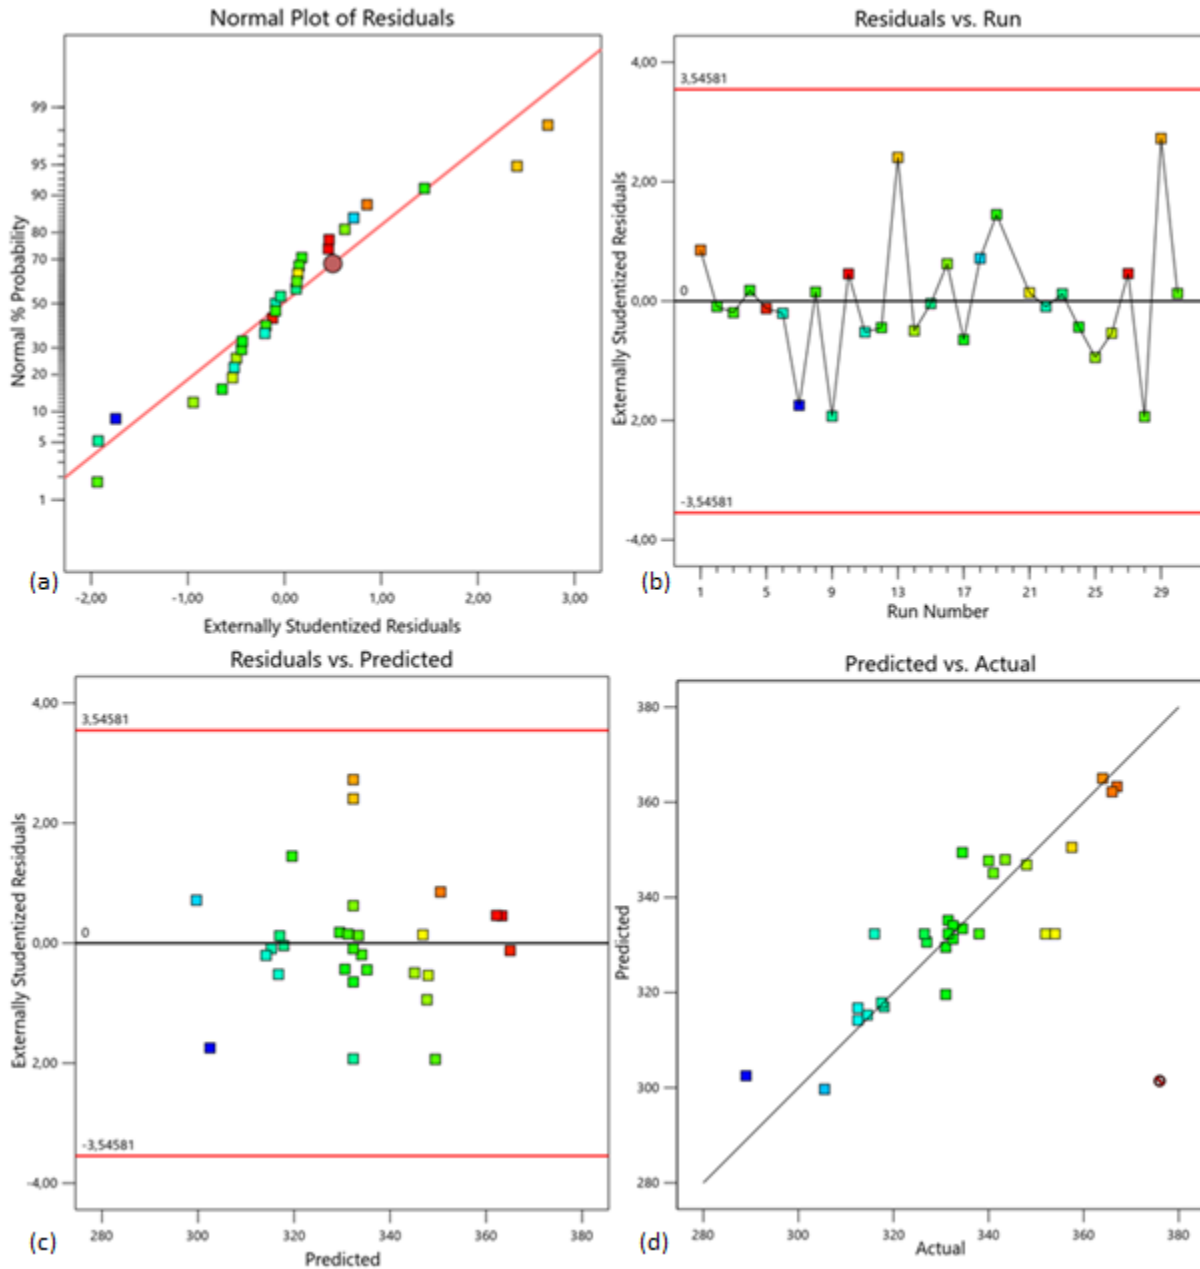 Normal Plot of Residuals
Normal % Probability
99
95
90
80
70
50
30
20
10
5
1
-2,00 -1,00 0,00 1,00 2,00 3,00
(a)
Externally Studentized Residuals
Residuals vs. Run
Externally Studentized Residuals
4,00
3,54581
2,00
0
0,00
2,00
-3,54581
-4,00
1 5 9 13 17 21 25 29
(b)
Run Number
Residuals vs. Predicted
Externally Studentized Residuals
4,00
3,54581
2,00
0
0,00
2,00
-3,54581
-4,00
280 300 320 340 360 380
(c)
Predicted
Predicted vs. Actual
Predicted
380
360
340
320
300
280
280 300 320 340 360 380
(d)
Actual